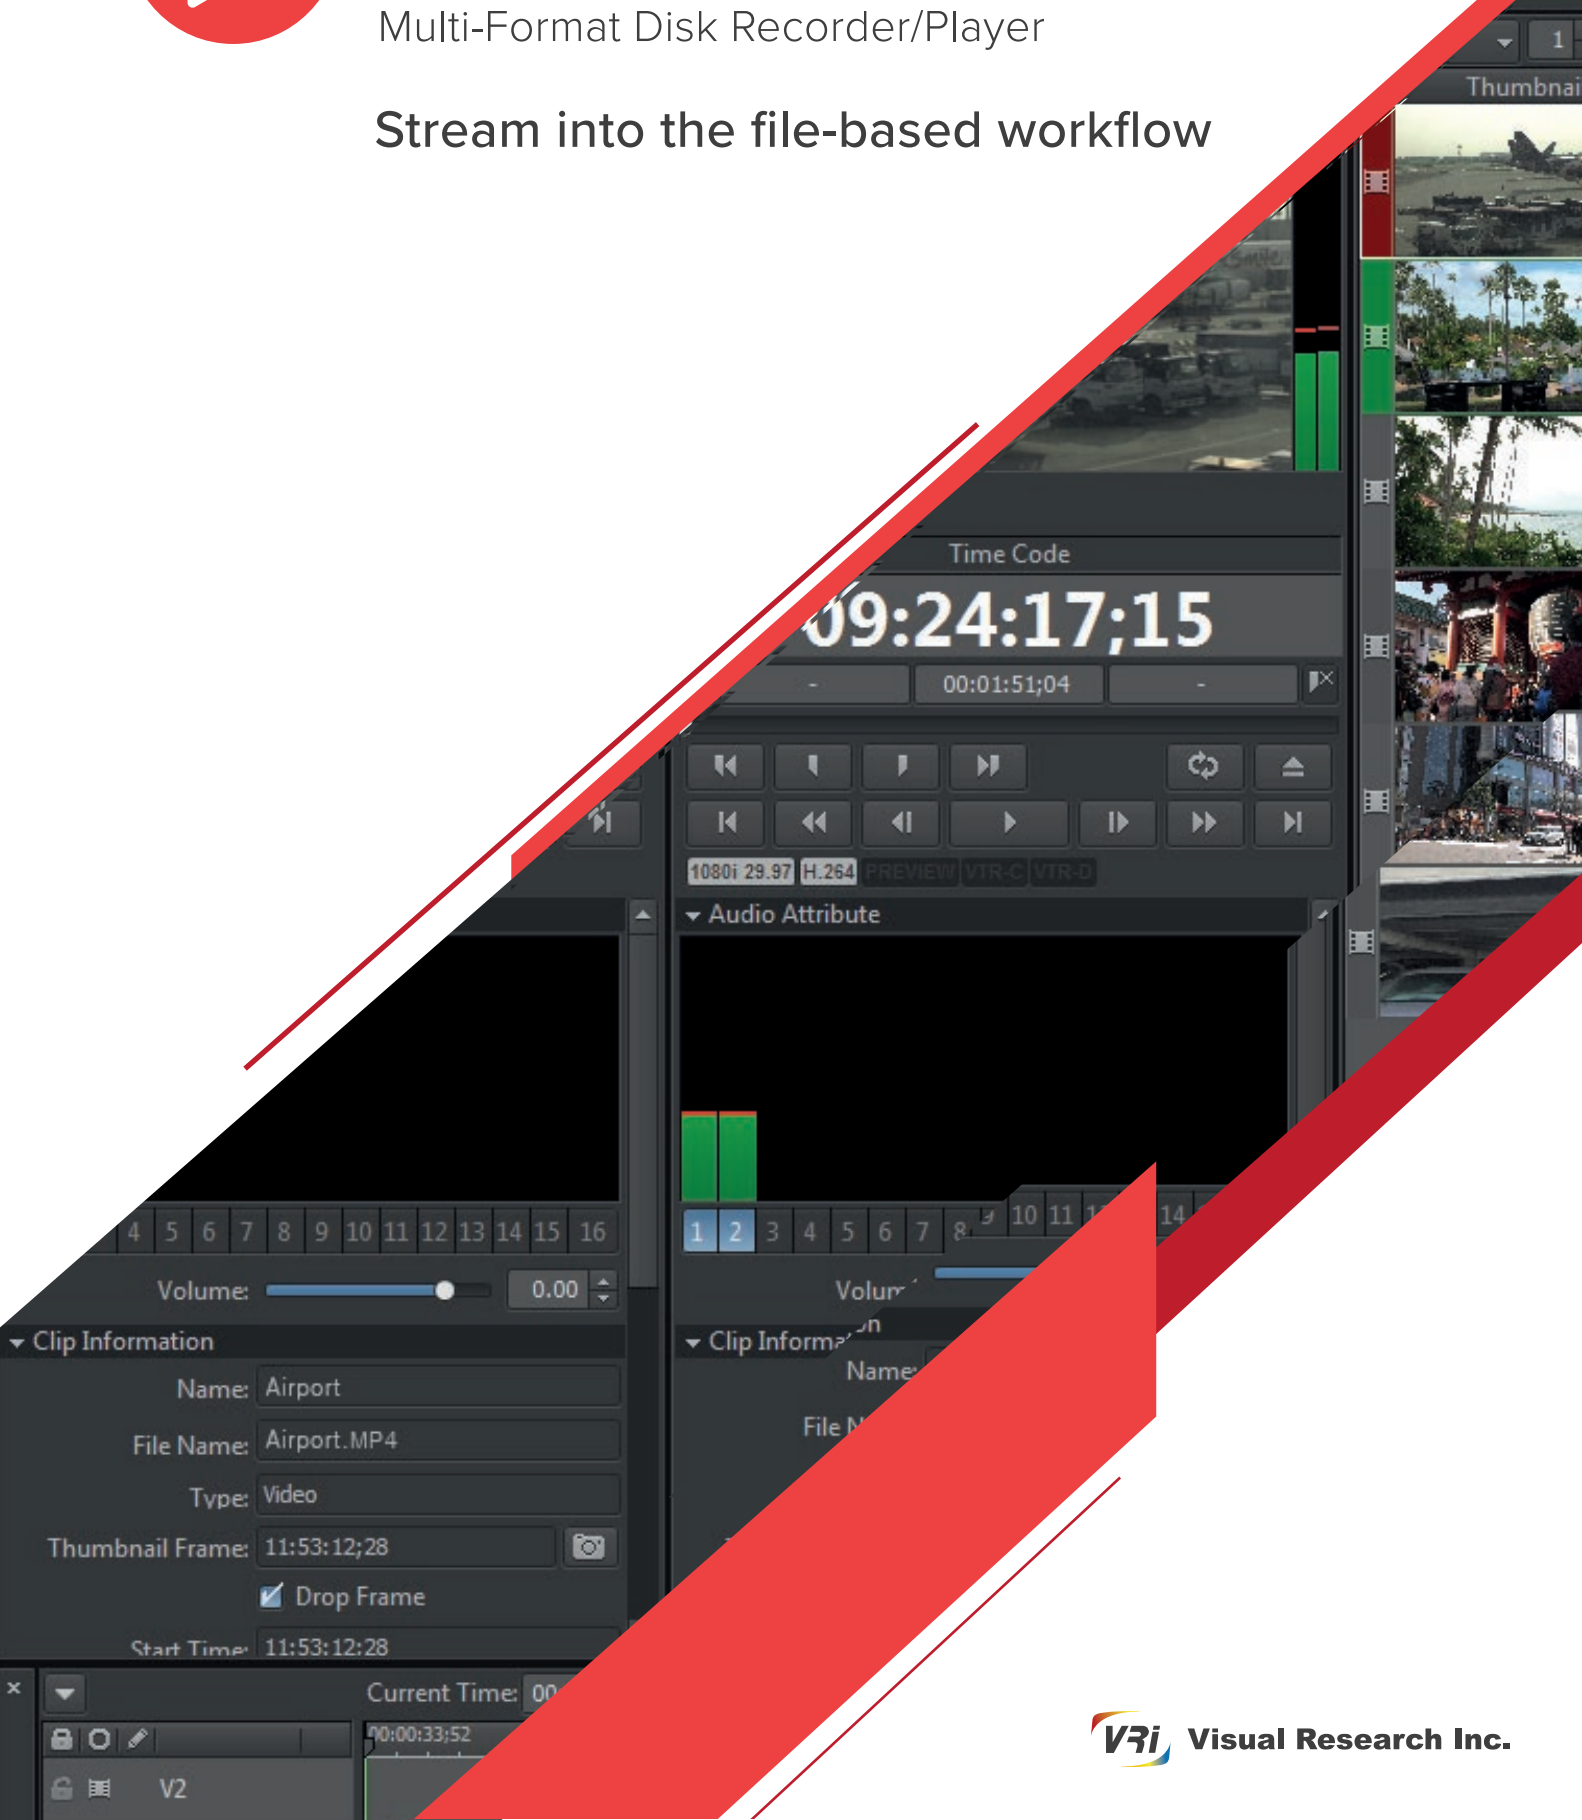 Multi-Format Disk Recorder/Player
Stream into the file-based workflow
1
Time Code
09:24:17;15
- 00:01:51;04 -
1080i 29.97 H.264 PREVIEW VTR-C VTR-D
Audio Attribute
4 5 6 7 8 9 10 11 12 13 14 15 16
1 2 3 4 5 6 7 8 9 10 11 14
Volume: 0.00
Clip Information
Name: Airport
Name:
File Name: Airport.MP4
File
Type: Video
Thumbnail Frame: 11:53:12;28
Drop Frame
Start Time: 11:53:12:28
Current Time: 00
00:00:33;52
V2
VRi Visual Research Inc.